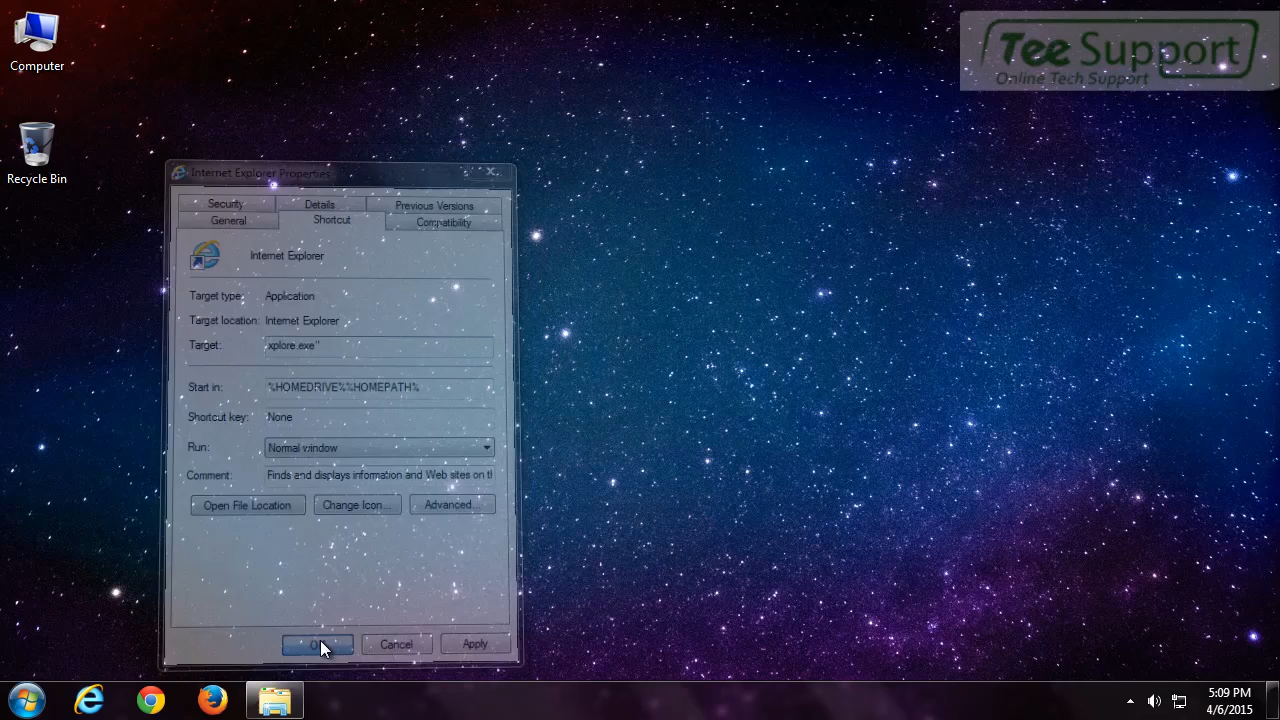 Computer
Recycle Bin
Tee Support
Online Tech Support
Internet Explorer Properties
Security Details Previous Versions
General Shortcut Compatibility
Internet Explorer
Target type: Application
Target location: Internet Explorer
Target: xplore.exe"
Start in: %HOMEDRIVE%%HOMEPATH%
Shortcut key: None
Run: Normal window
Comment: Finds and displays information and Web sites on th
Open File Location Change Icon... Advanced...
Cancel Apply
5:09 PM
4/6/2015